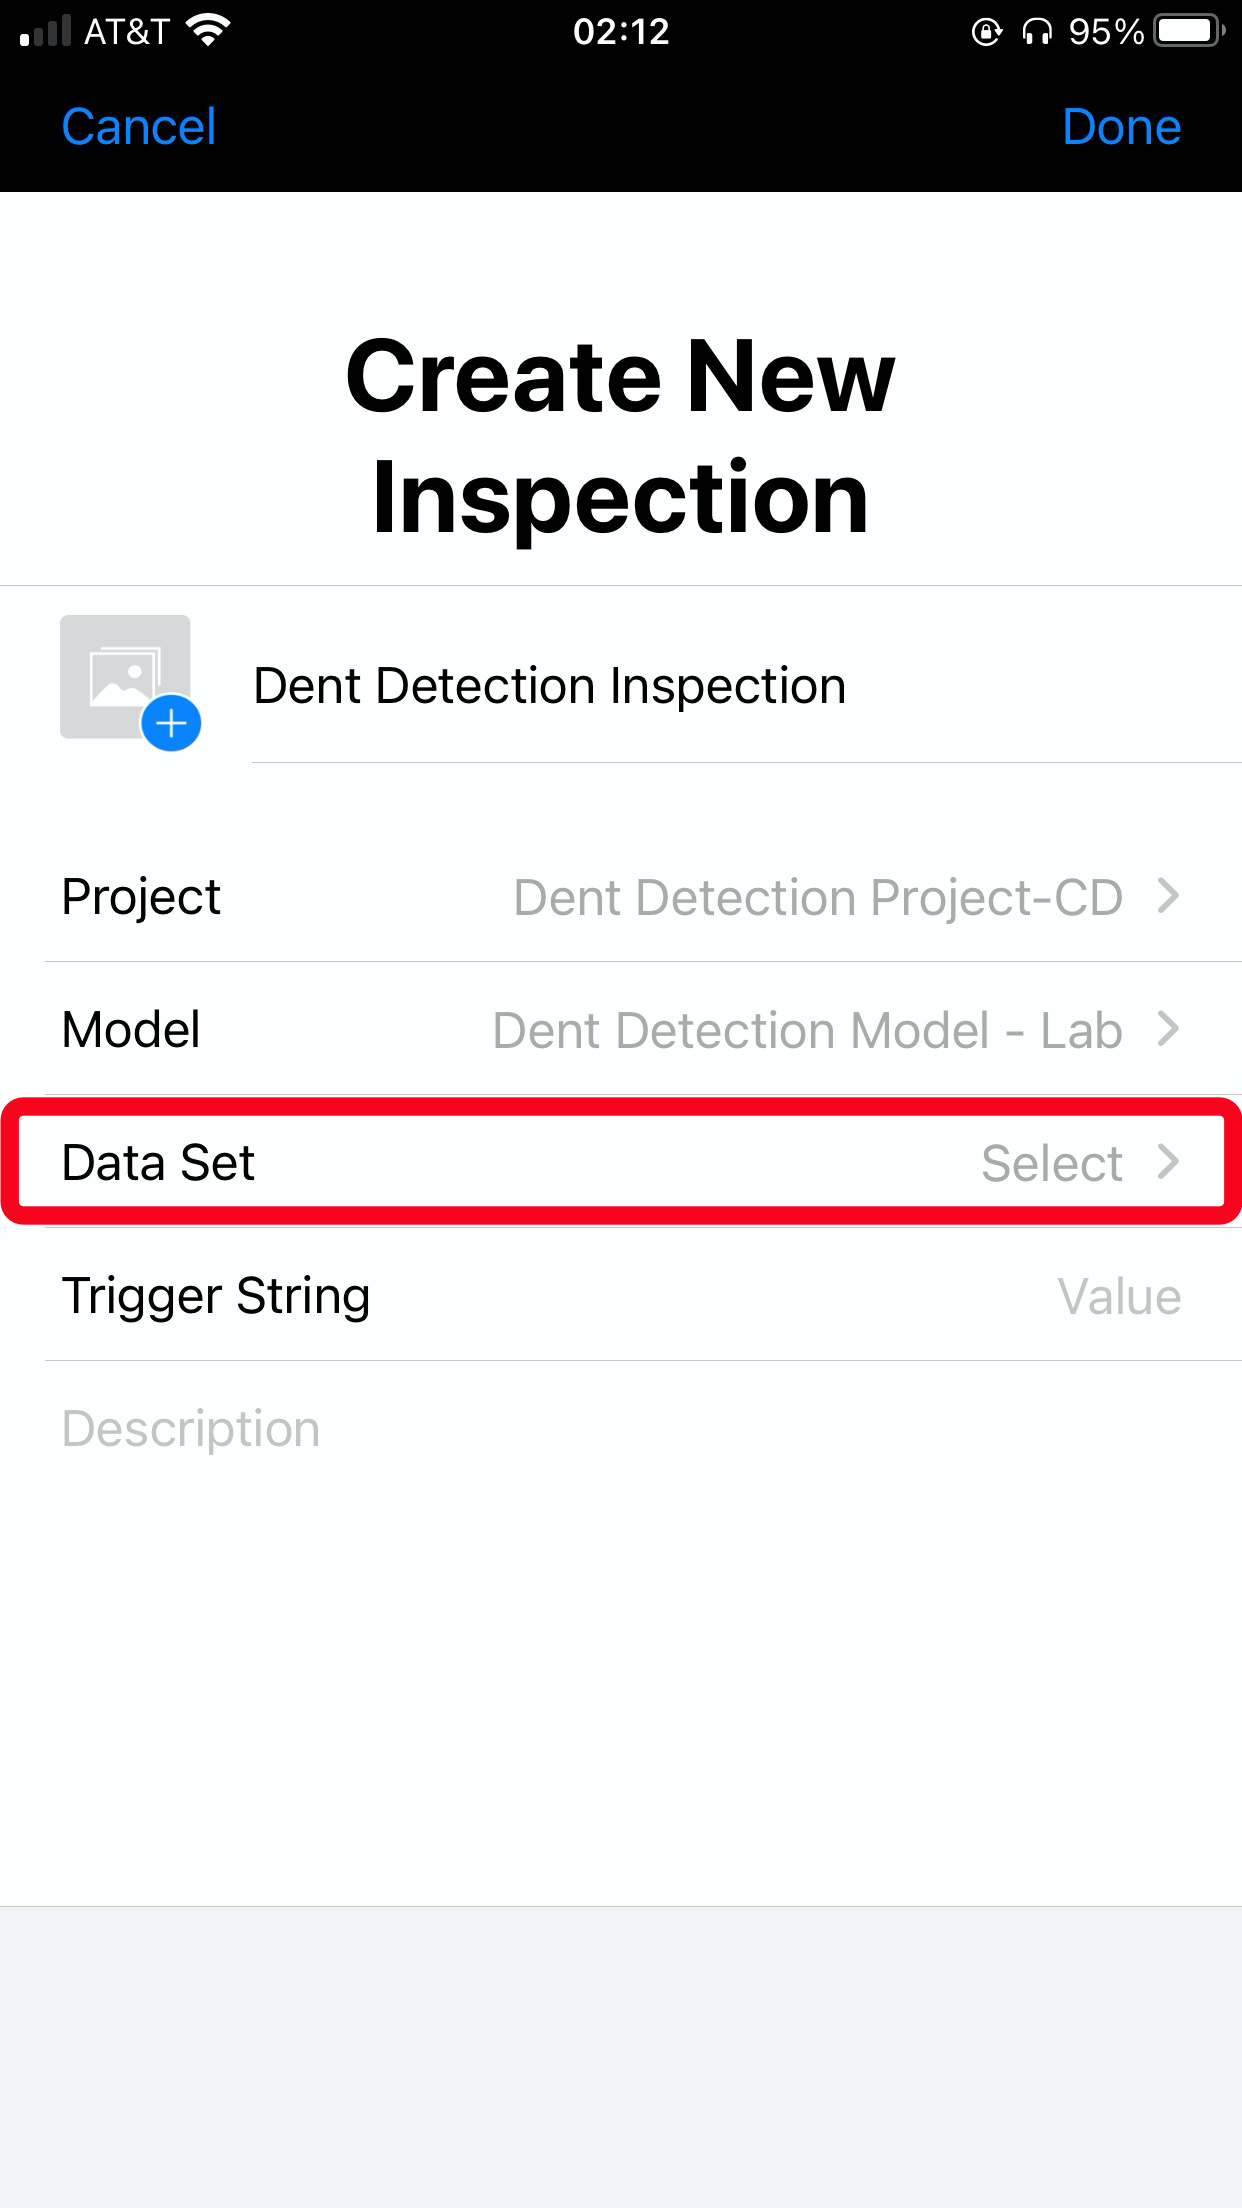 AT&T 02:12 95%
Cancel Done
Create New
Inspection
Dent Detection Inspection
Project Dent Detection Project-CD
Model Dent Detection Model - Lab
Data Set Select
Trigger String Value
Description